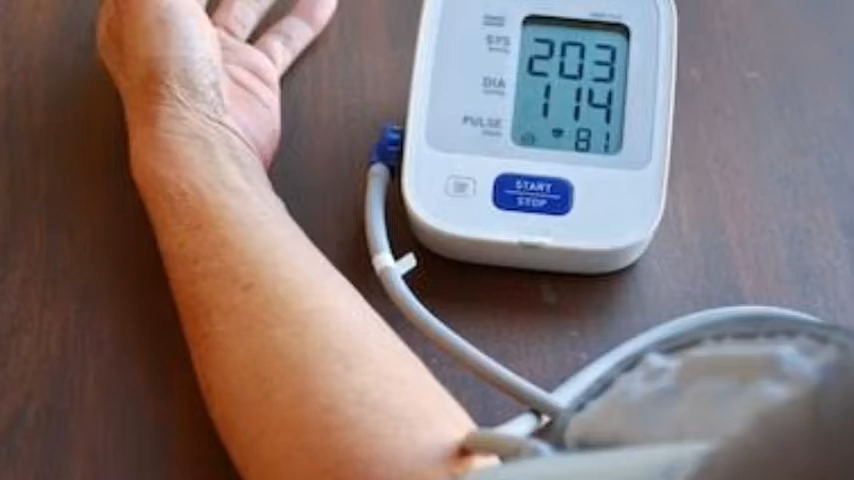 SYS
203
DIA
114
PULSE
81
START
STOP